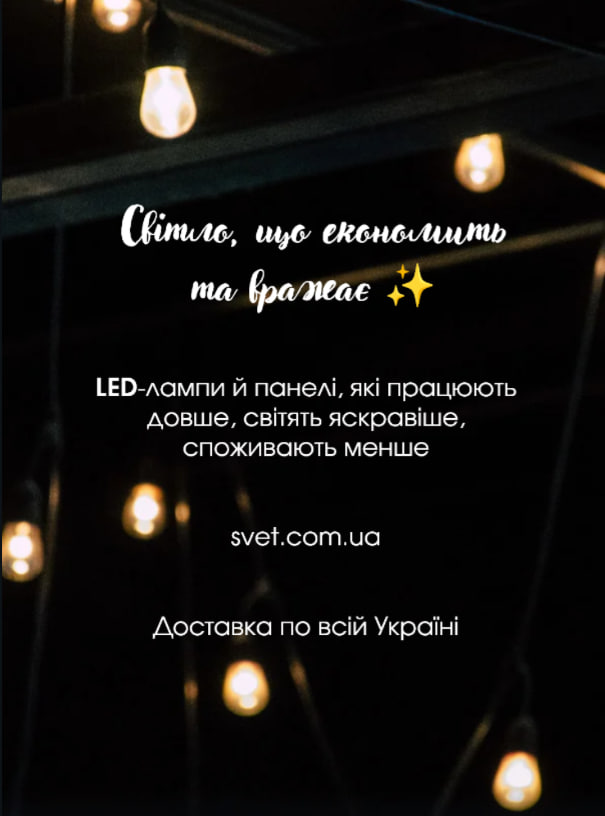 Світло, що економить
та вражає ✨
LED-лампи й панелі, які працюють
довше, світять яскравіше,
споживають менше
svet.com.ua
Доставка по всій Україні